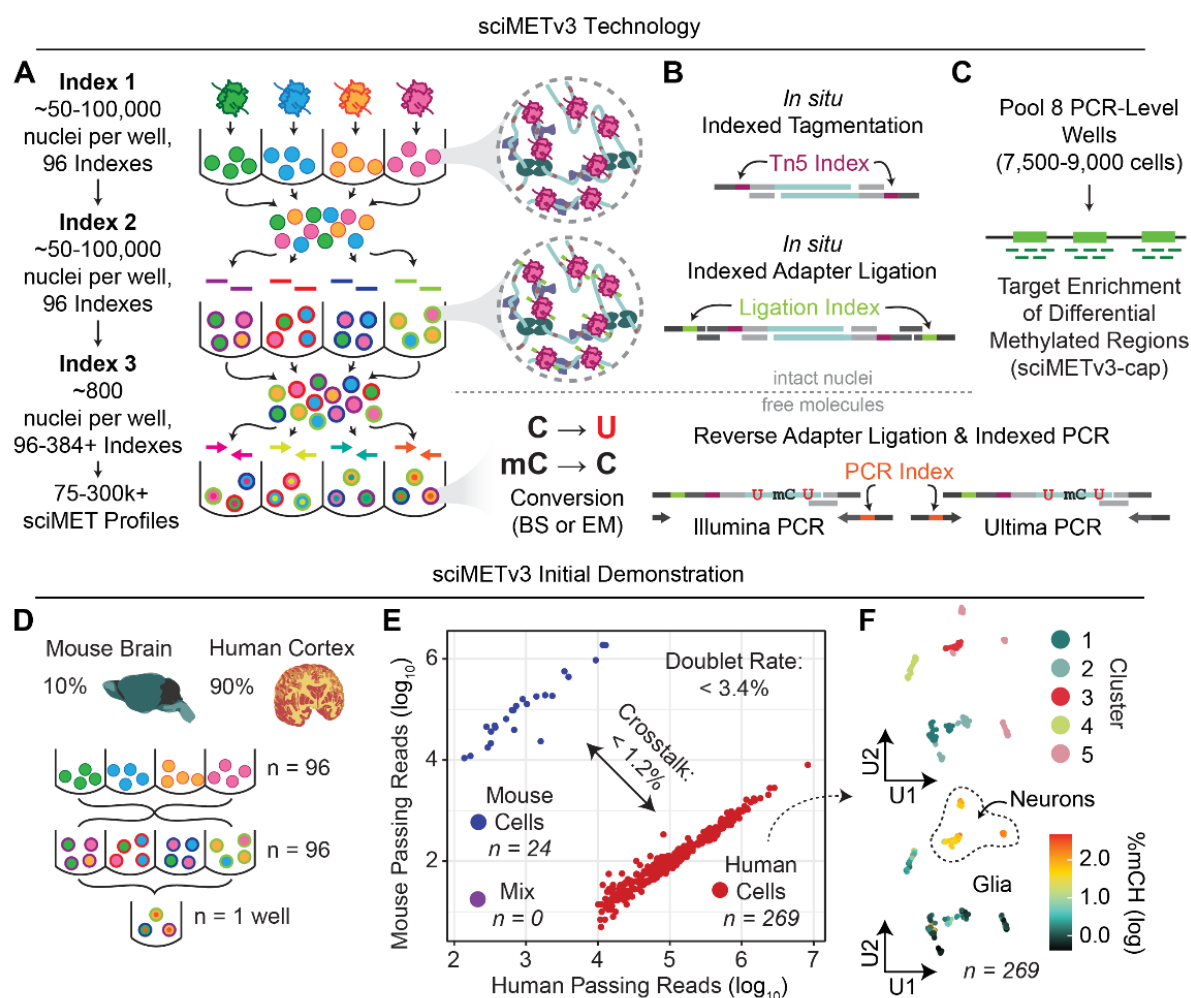 sciMETv3 Technology
A
Index 1
~50-100,000
nuclei per well,
96 Indexes
Index 2
~50-100,000
nuclei per well,
96 Indexes
Index 3
~800
nuclei per well,
96-384+ Indexes
75-300k+
sciMET Profiles
C → U
mC → C
Conversion
(BS or EM)
B
In situ
Indexed Tagmentation
Tn5 Index
In situ
Indexed Adapter Ligation
Ligation Index
intact nuclei
free molecules
Reverse Adapter Ligation & Indexed PCR
PCR Index
U mC U
U mC U
Illumina PCR
Ultima PCR
C
Pool 8 PCR-Level
Wells
(7,500-9,000 cells)
Target Enrichment
of Differential
Methylated Regions
(sciMETv3-cap)
sciMETv3 Initial Demonstration
D
Mouse Brain
10%
Human Cortex
90%
n = 96
n = 96
n = 1 well
E
Mouse Passing Reads (log10)
6
4
2
Doublet Rate:
< 3.4%
Crosstalk:
< 1.2%
Mouse
Cells
n = 24
Mix
n = 0
Human
Cells
n = 269
2 3 4 5 6 7
Human Passing Reads (log10)
F
1
2
3
4
5
Cluster
U2
U1
Neurons
Glia
2.0
1.0
0.0
%mCH (log)
U2
U1
n = 269